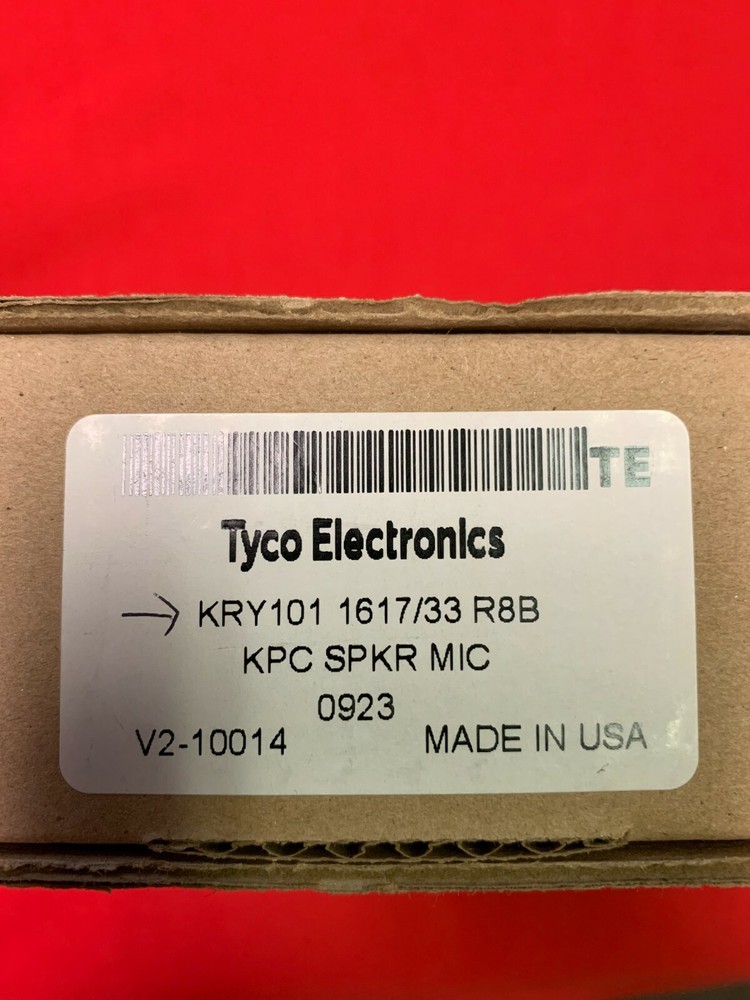 TE
Tyco Electronics
→ KRY101 1617/33 R8B
KPC SPKR MIC
0923
V2-10014 MADE IN USA